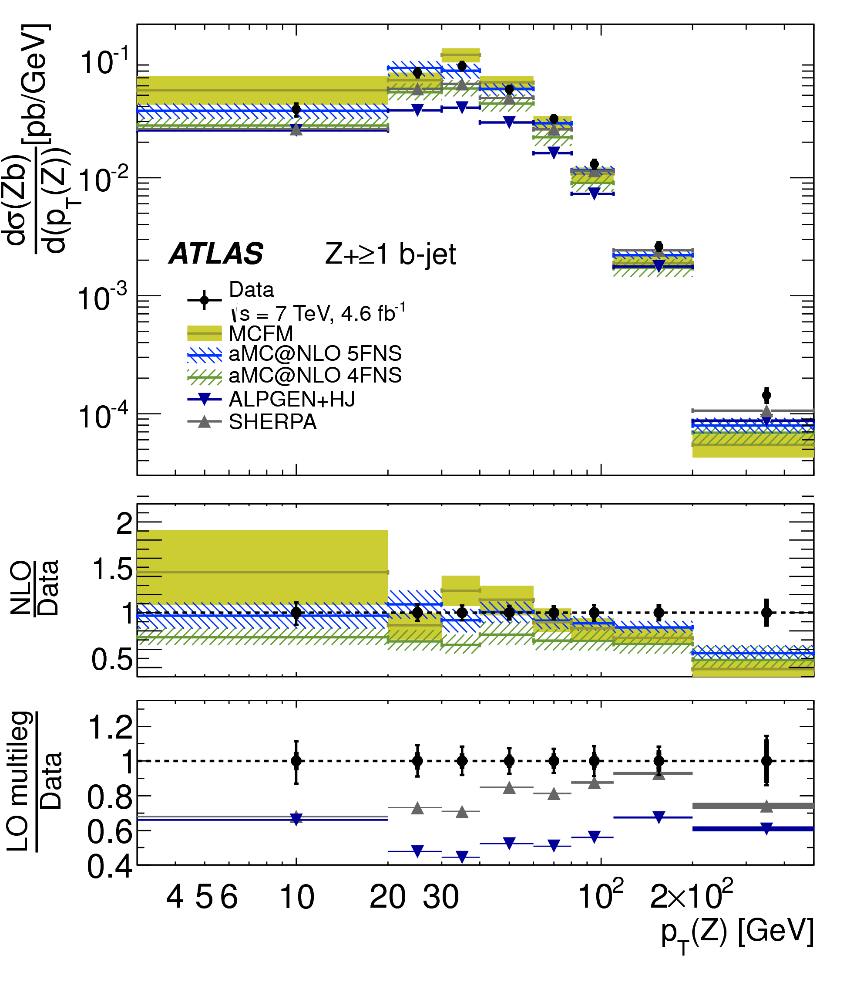 dσ(Zb)
d(p_T(Z))
[pb/GeV]
10^-1
10^-2
10^-3
10^-4
ATLAS Z+≥1 b-jet
Data
√s = 7 TeV, 4.6 fb^-1
MCFM
aMC@NLO 5FNS
aMC@NLO 4FNS
ALPGEN+HJ
SHERPA
NLO
Data
2
1.5
1
0.5
LO multileg
Data
1.2
1
0.8
0.6
0.4
4 5 6 10 20 30 10^2 2×10^2
p_T(Z) [GeV]